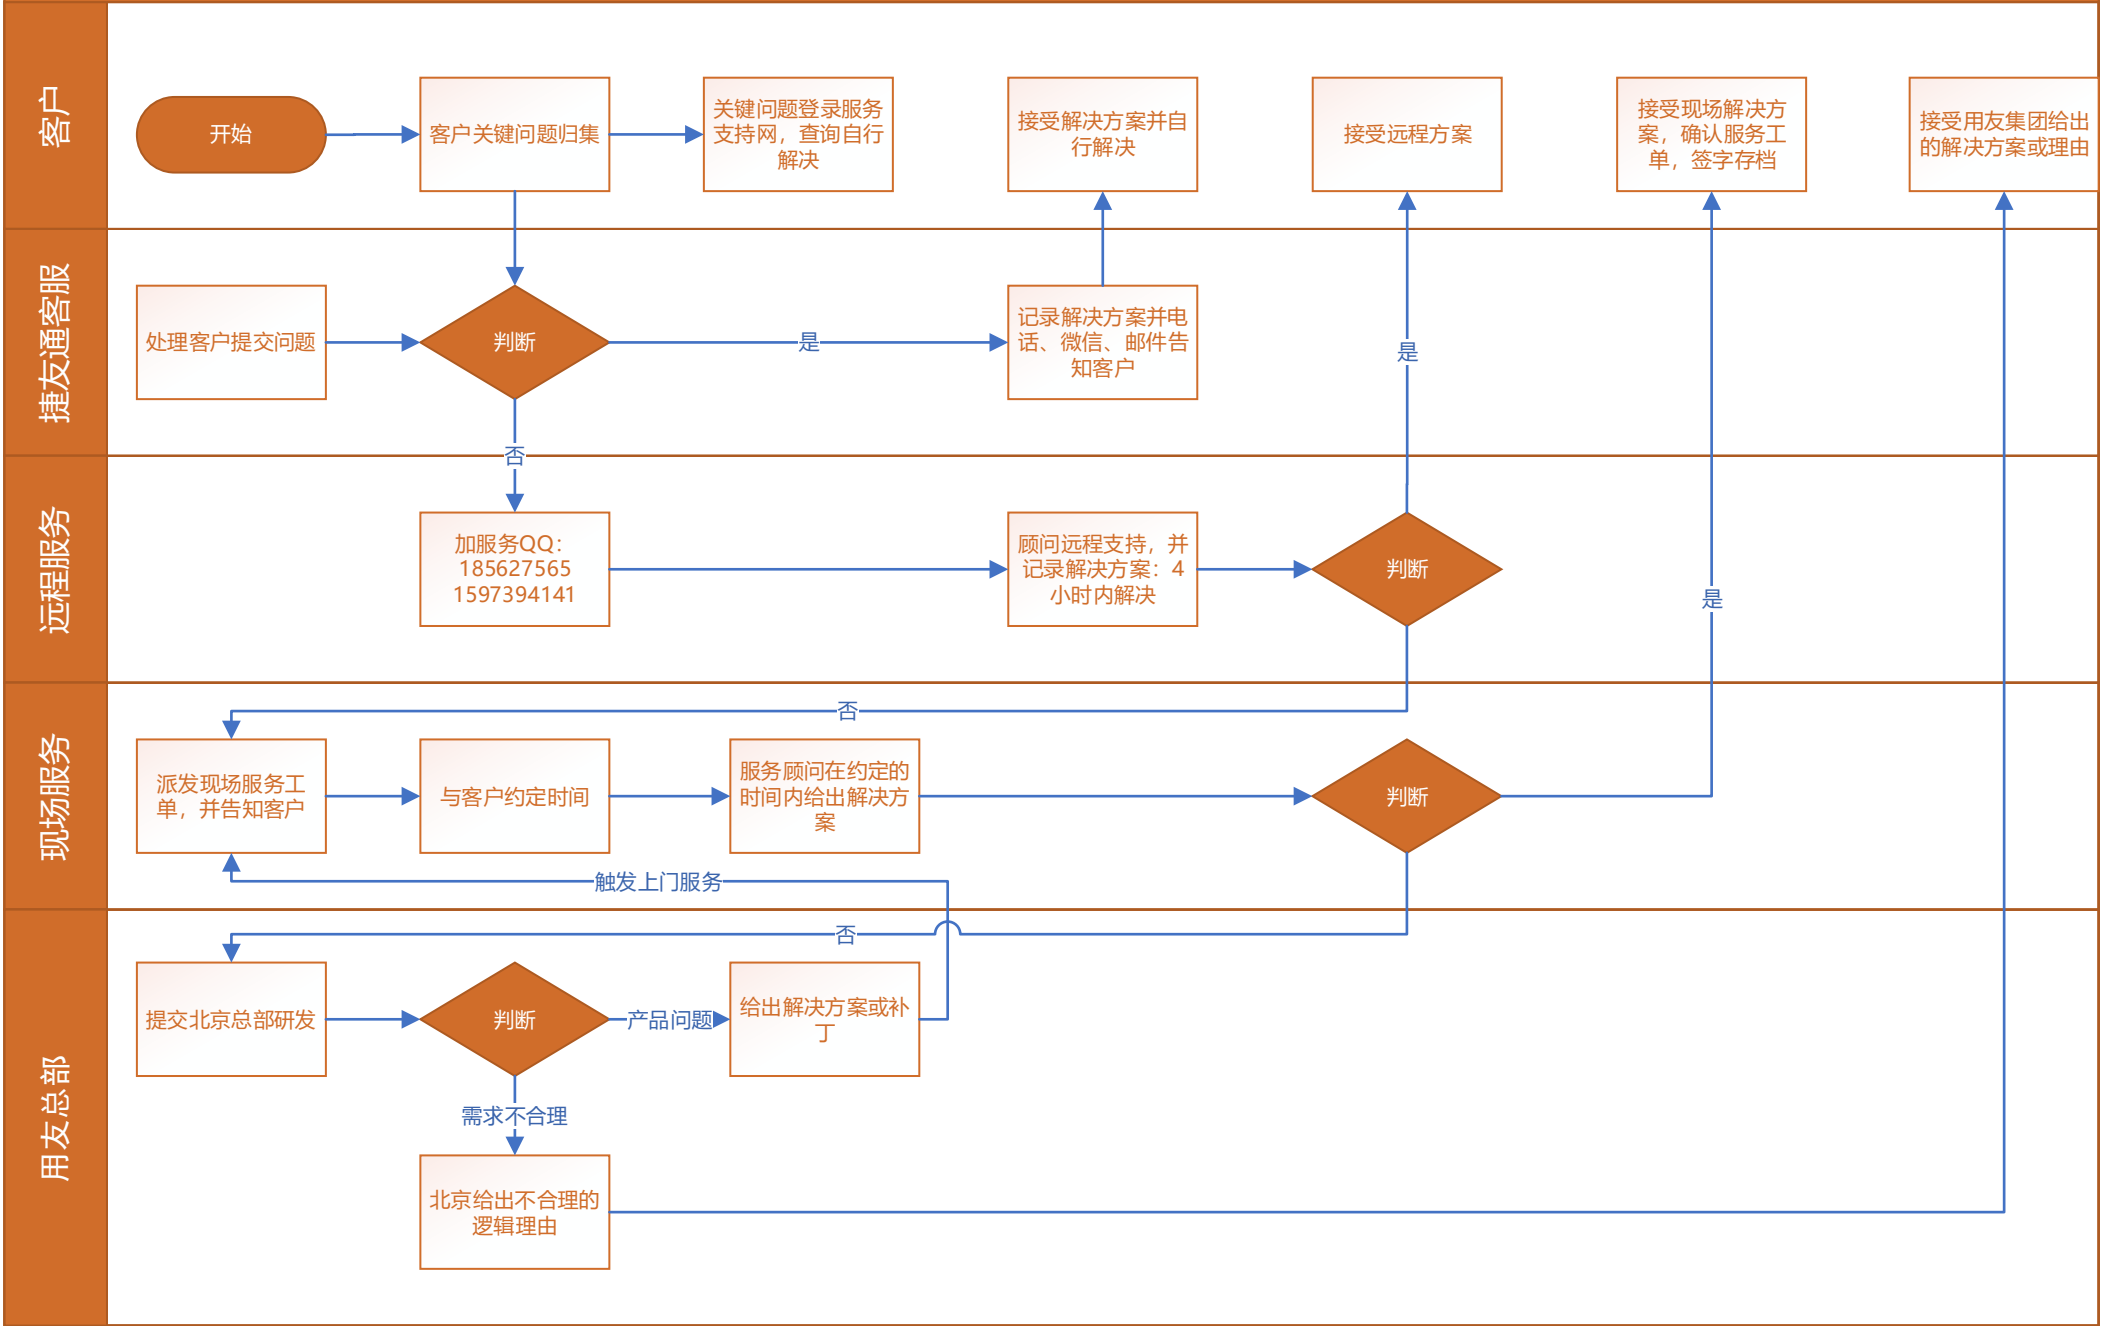 客户
开始
客户关键问题归集
关键问题登录服务
支持网，查询自行
解决
接受解决方案并自
行解决
接受远程方案
接受现场解决方
案，确认服务工
单，签字存档
接受用友集团给出
的解决方案或理由
捷友通客服
处理客户提交问题
判断
是
记录解决方案并电
话、微信、邮件告
知客户
是
否
远程服务
加服务QQ：
185627565
1597394141
顾问远程支持，并
记录解决方案：4
小时内解决
判断
是
否
现场服务
派发现场服务工
单，并告知客户
与客户约定时间
服务顾问在约定的
时间内给出解决方
案
判断
触发上门服务
否
用友总部
提交北京总部研发
判断
产品问题
给出解决方案或补
丁
需求不合理
北京给出不合理的
逻辑理由